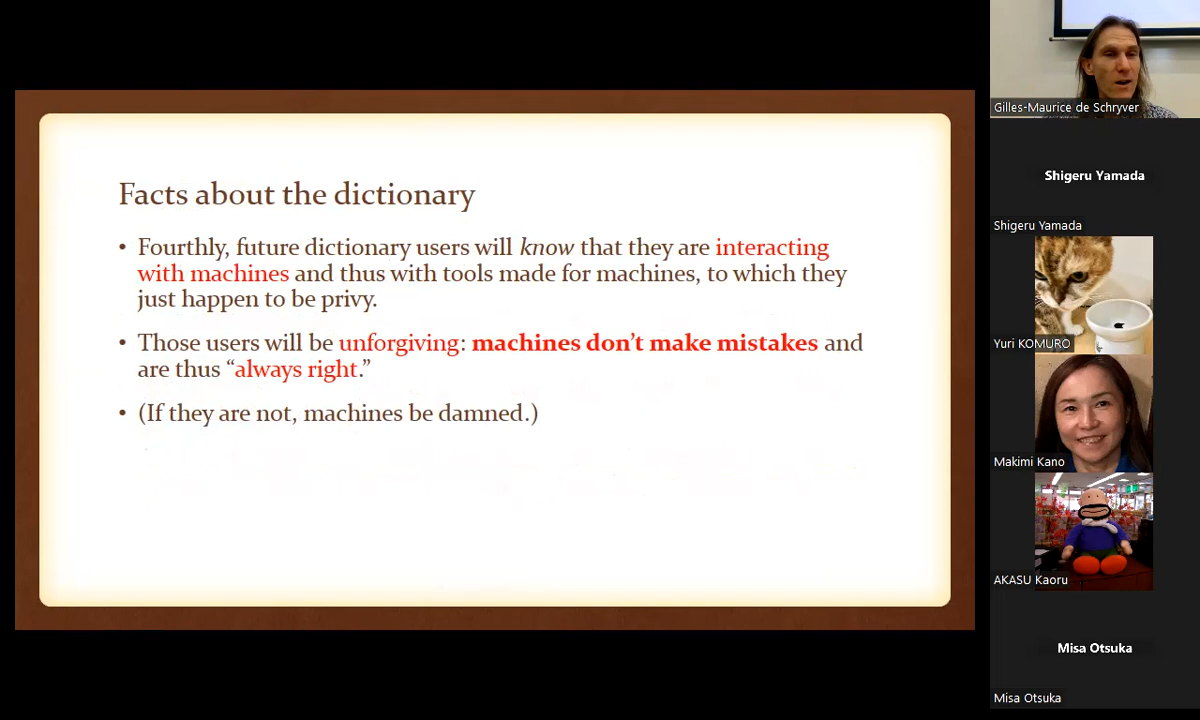 Facts about the dictionary
• Fourthly, future dictionary users will know that they are interacting
with machines and thus with tools made for machines, to which they
just happen to be privy.
• Those users will be unforgiving: machines don’t make mistakes and
are thus “always right.”
• (If they are not, machines be damned.)
Gilles-Maurice de Schryver
Shigeru Yamada
Shigeru Yamada
Yuri KOMURO
Makimi Kano
AKASU Kaoru
Misa Otsuka
Misa Otsuka